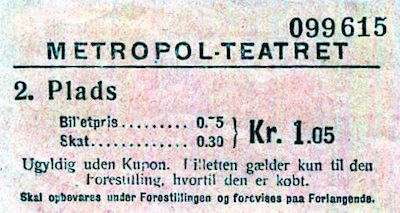 099615
METROPOL-TEATRET
2. Plads
Billetpris......... 0.75
Skat............. 0.30 } Kr. 1.05
Ugyldig uden Kupon. Billetten gælder kun til den
Forestilling, hvortil den er købt.
Skal opbevares under Forestillingen og forevises paa Forlangende.